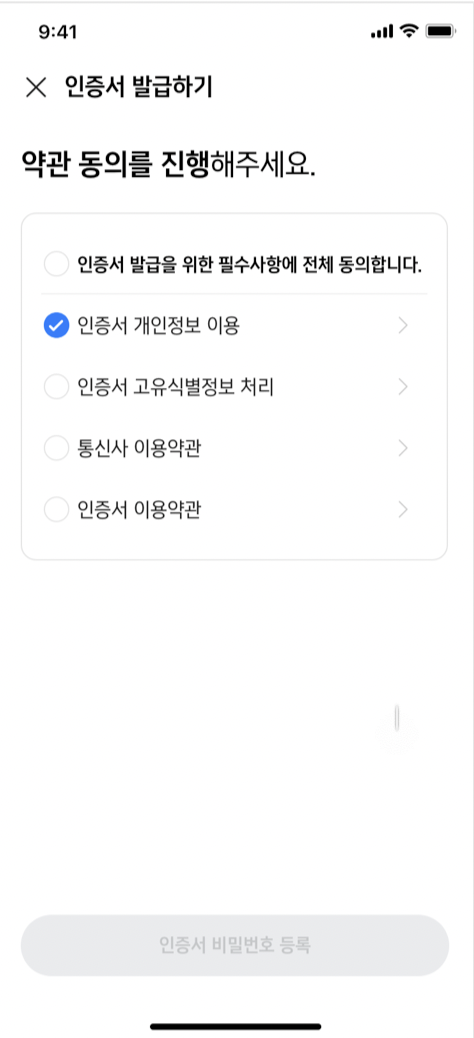 9:41
인증서 발급하기
약관 동의를 진행해주세요.
인증서 발급을 위한 필수사항에 전체 동의합니다.
인증서 개인정보 이용
인증서 고유식별정보 처리
통신사 이용약관
인증서 이용약관
인증서 비밀번호 등록